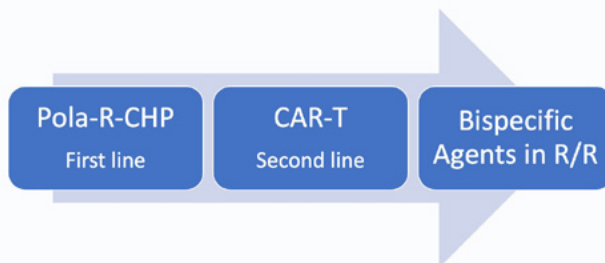 Pola-R-CHP
First line
CAR-T
Second line
Bispecific
Agents in R/R